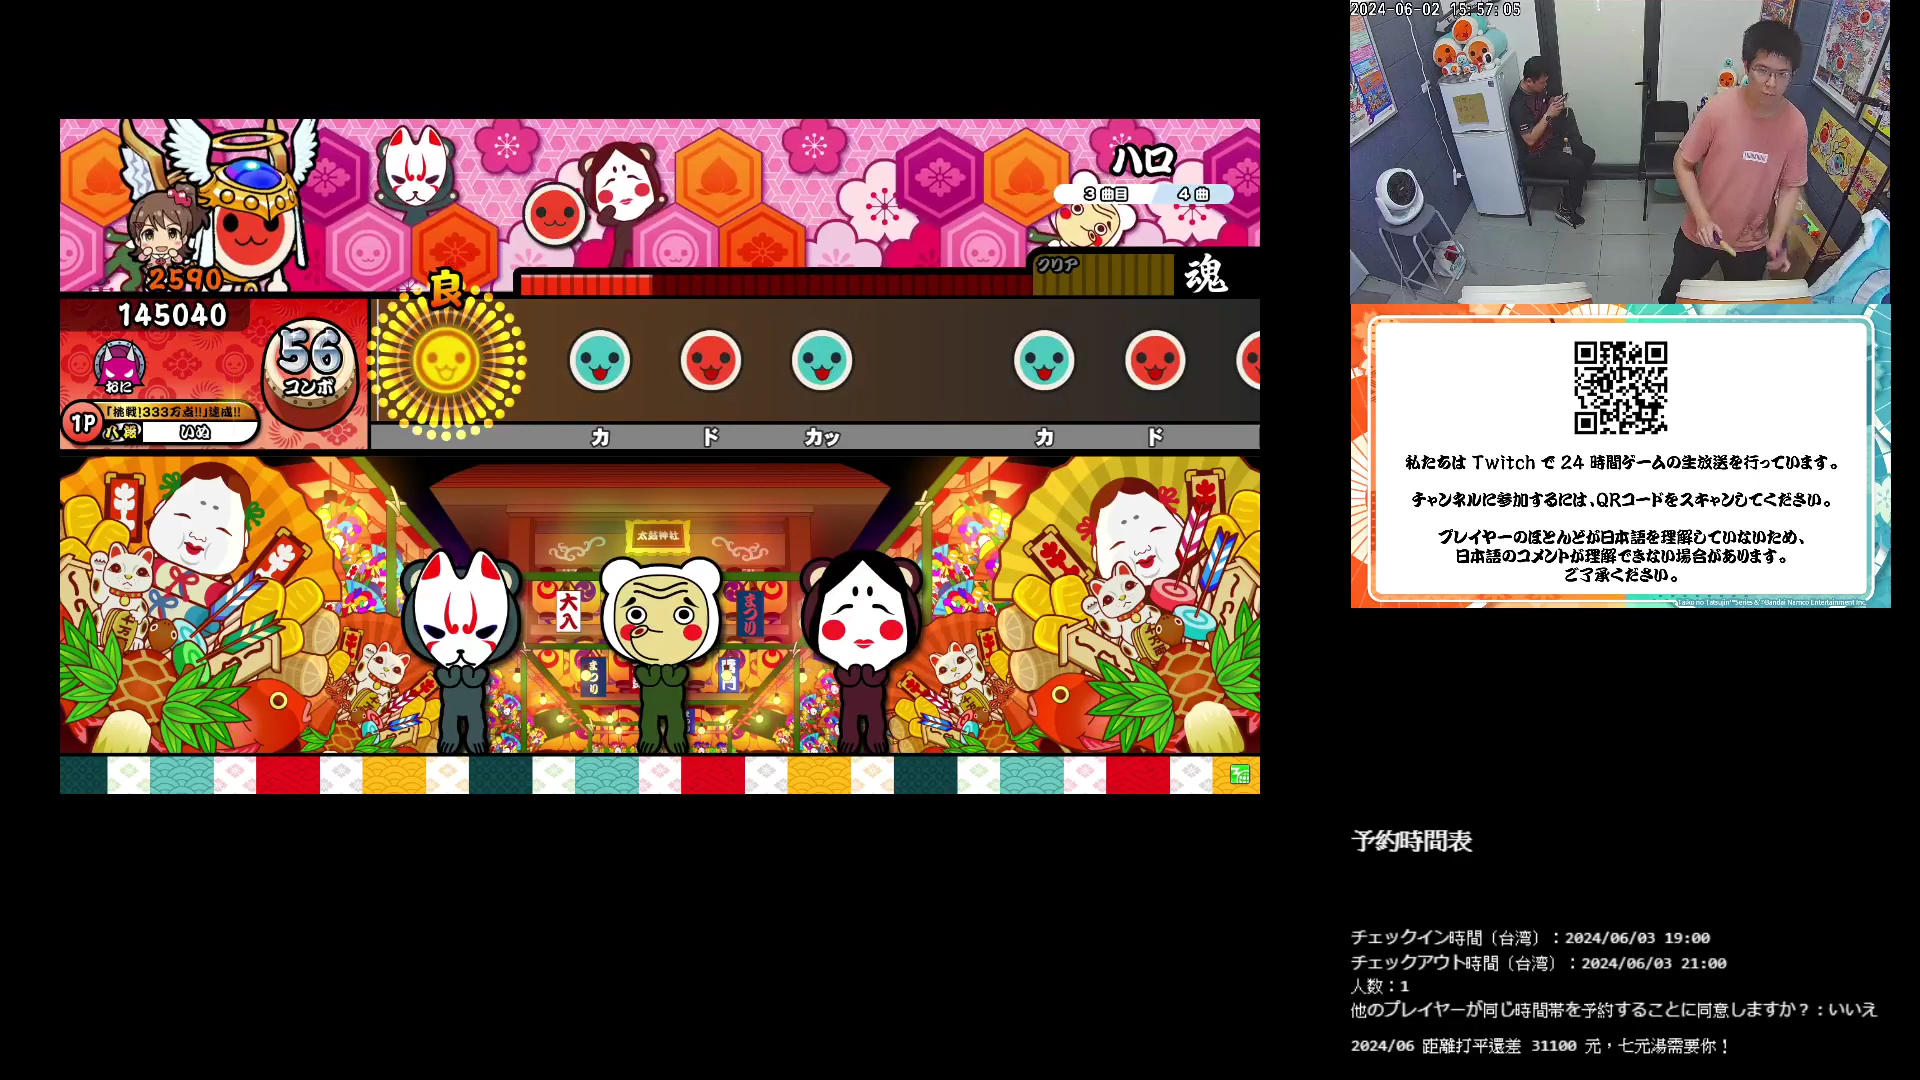 2024-06-02 15:57:05
ハロ
3曲目 4曲
2590
クリア
魂
良
145040
56
コンボ
おに
「挑戦!333万点!!」達成!!
1P
八段
いぬ
カ ド カッ カ ド
太鼓神社
大入
まつり
まつり
私たちは Twitch で 24 時間ゲームの生放送を行っています。
チャンネルに参加するには、QRコードをスキャンしてください。
プレイヤーのほとんどが日本語を理解していないため、
日本語のコメントが理解できない場合があります。
ご了承ください。
Taiko no Tatsujin™Series & ©Bandai Namco Entertainment Inc.
予約時間表
チェックイン時間〔台湾〕：2024/06/03 19:00
チェックアウト時間〔台湾〕：2024/06/03 21:00
人数：1
他のプレイヤーが同じ時間帯を予約することに同意しますか？：いいえ
2024/06 距離打平還差 31100 元，七元湯需要你！